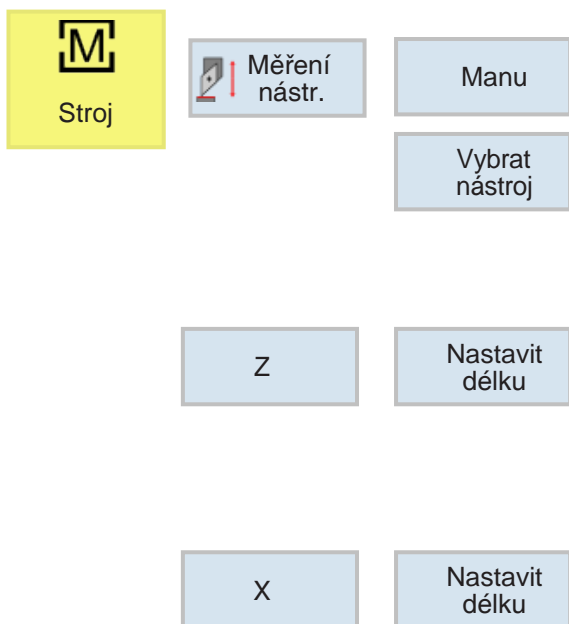 M
Stroj
Měření
nástr.
Manu
Vybrat
nástroj
Z
Nastavit
délku
X
Nastavit
délku